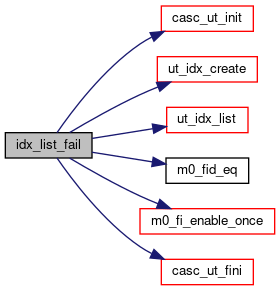 casc_ut_init
ut_idx_create
ut_idx_list
idx_list_fail
m0_fid_eq
m0_fi_enable_once
casc_ut_fini